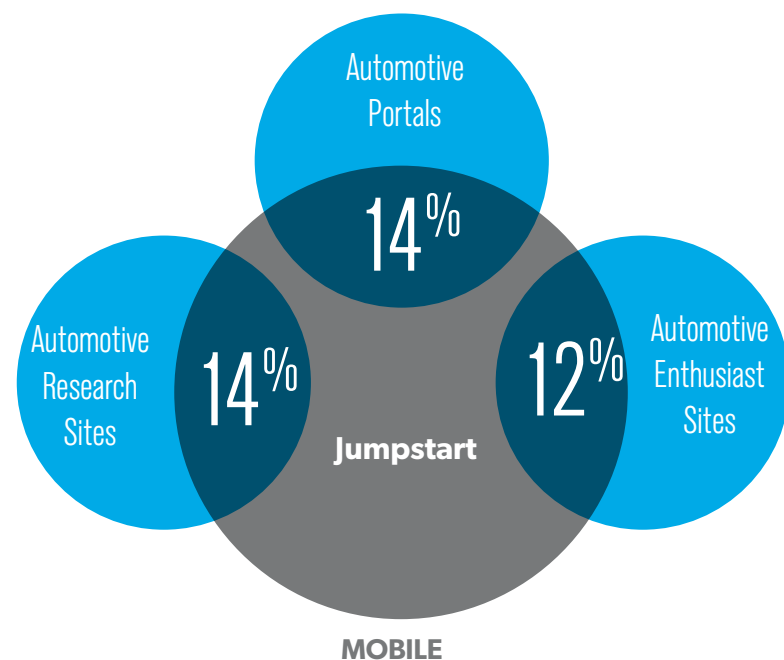 Automotive
Portals
14%
Automotive
Research
Sites
14%
12%
Automotive
Enthusiast
Sites
Jumpstart
MOBILE